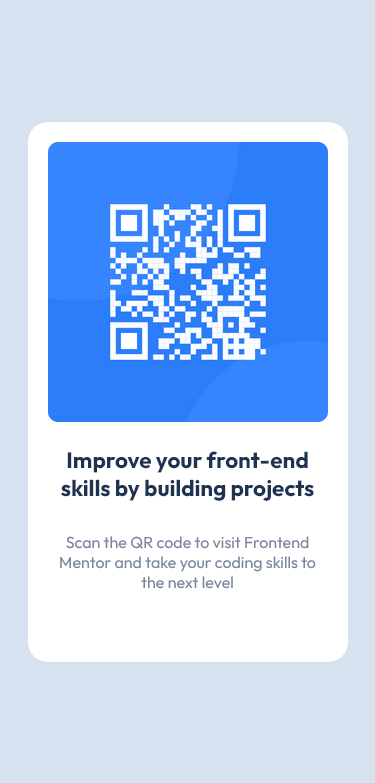 Improve your front-end
skills by building projects
Scan the QR code to visit Frontend
Mentor and take your coding skills to
the next level